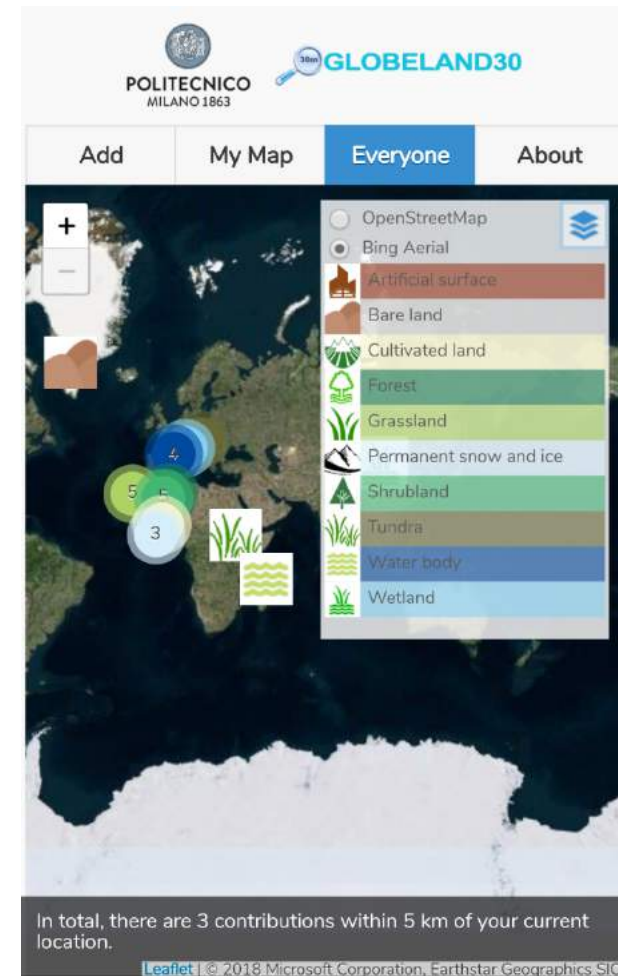 POLITECNICO
MILANO 1863
30m
GLOBELAND30
Add
My Map
Everyone
About
+
−
OpenStreetMap
Bing Aerial
Artificial surface
Bare land
Cultivated land
Forest
Grassland
Permanent snow and ice
Shrubland
Tundra
Water body
Wetland
4
5
3
In total, there are 3 contributions within 5 km of your current
location.
Leaflet | © 2018 Microsoft Corporation, Earthstar Geographics SIO